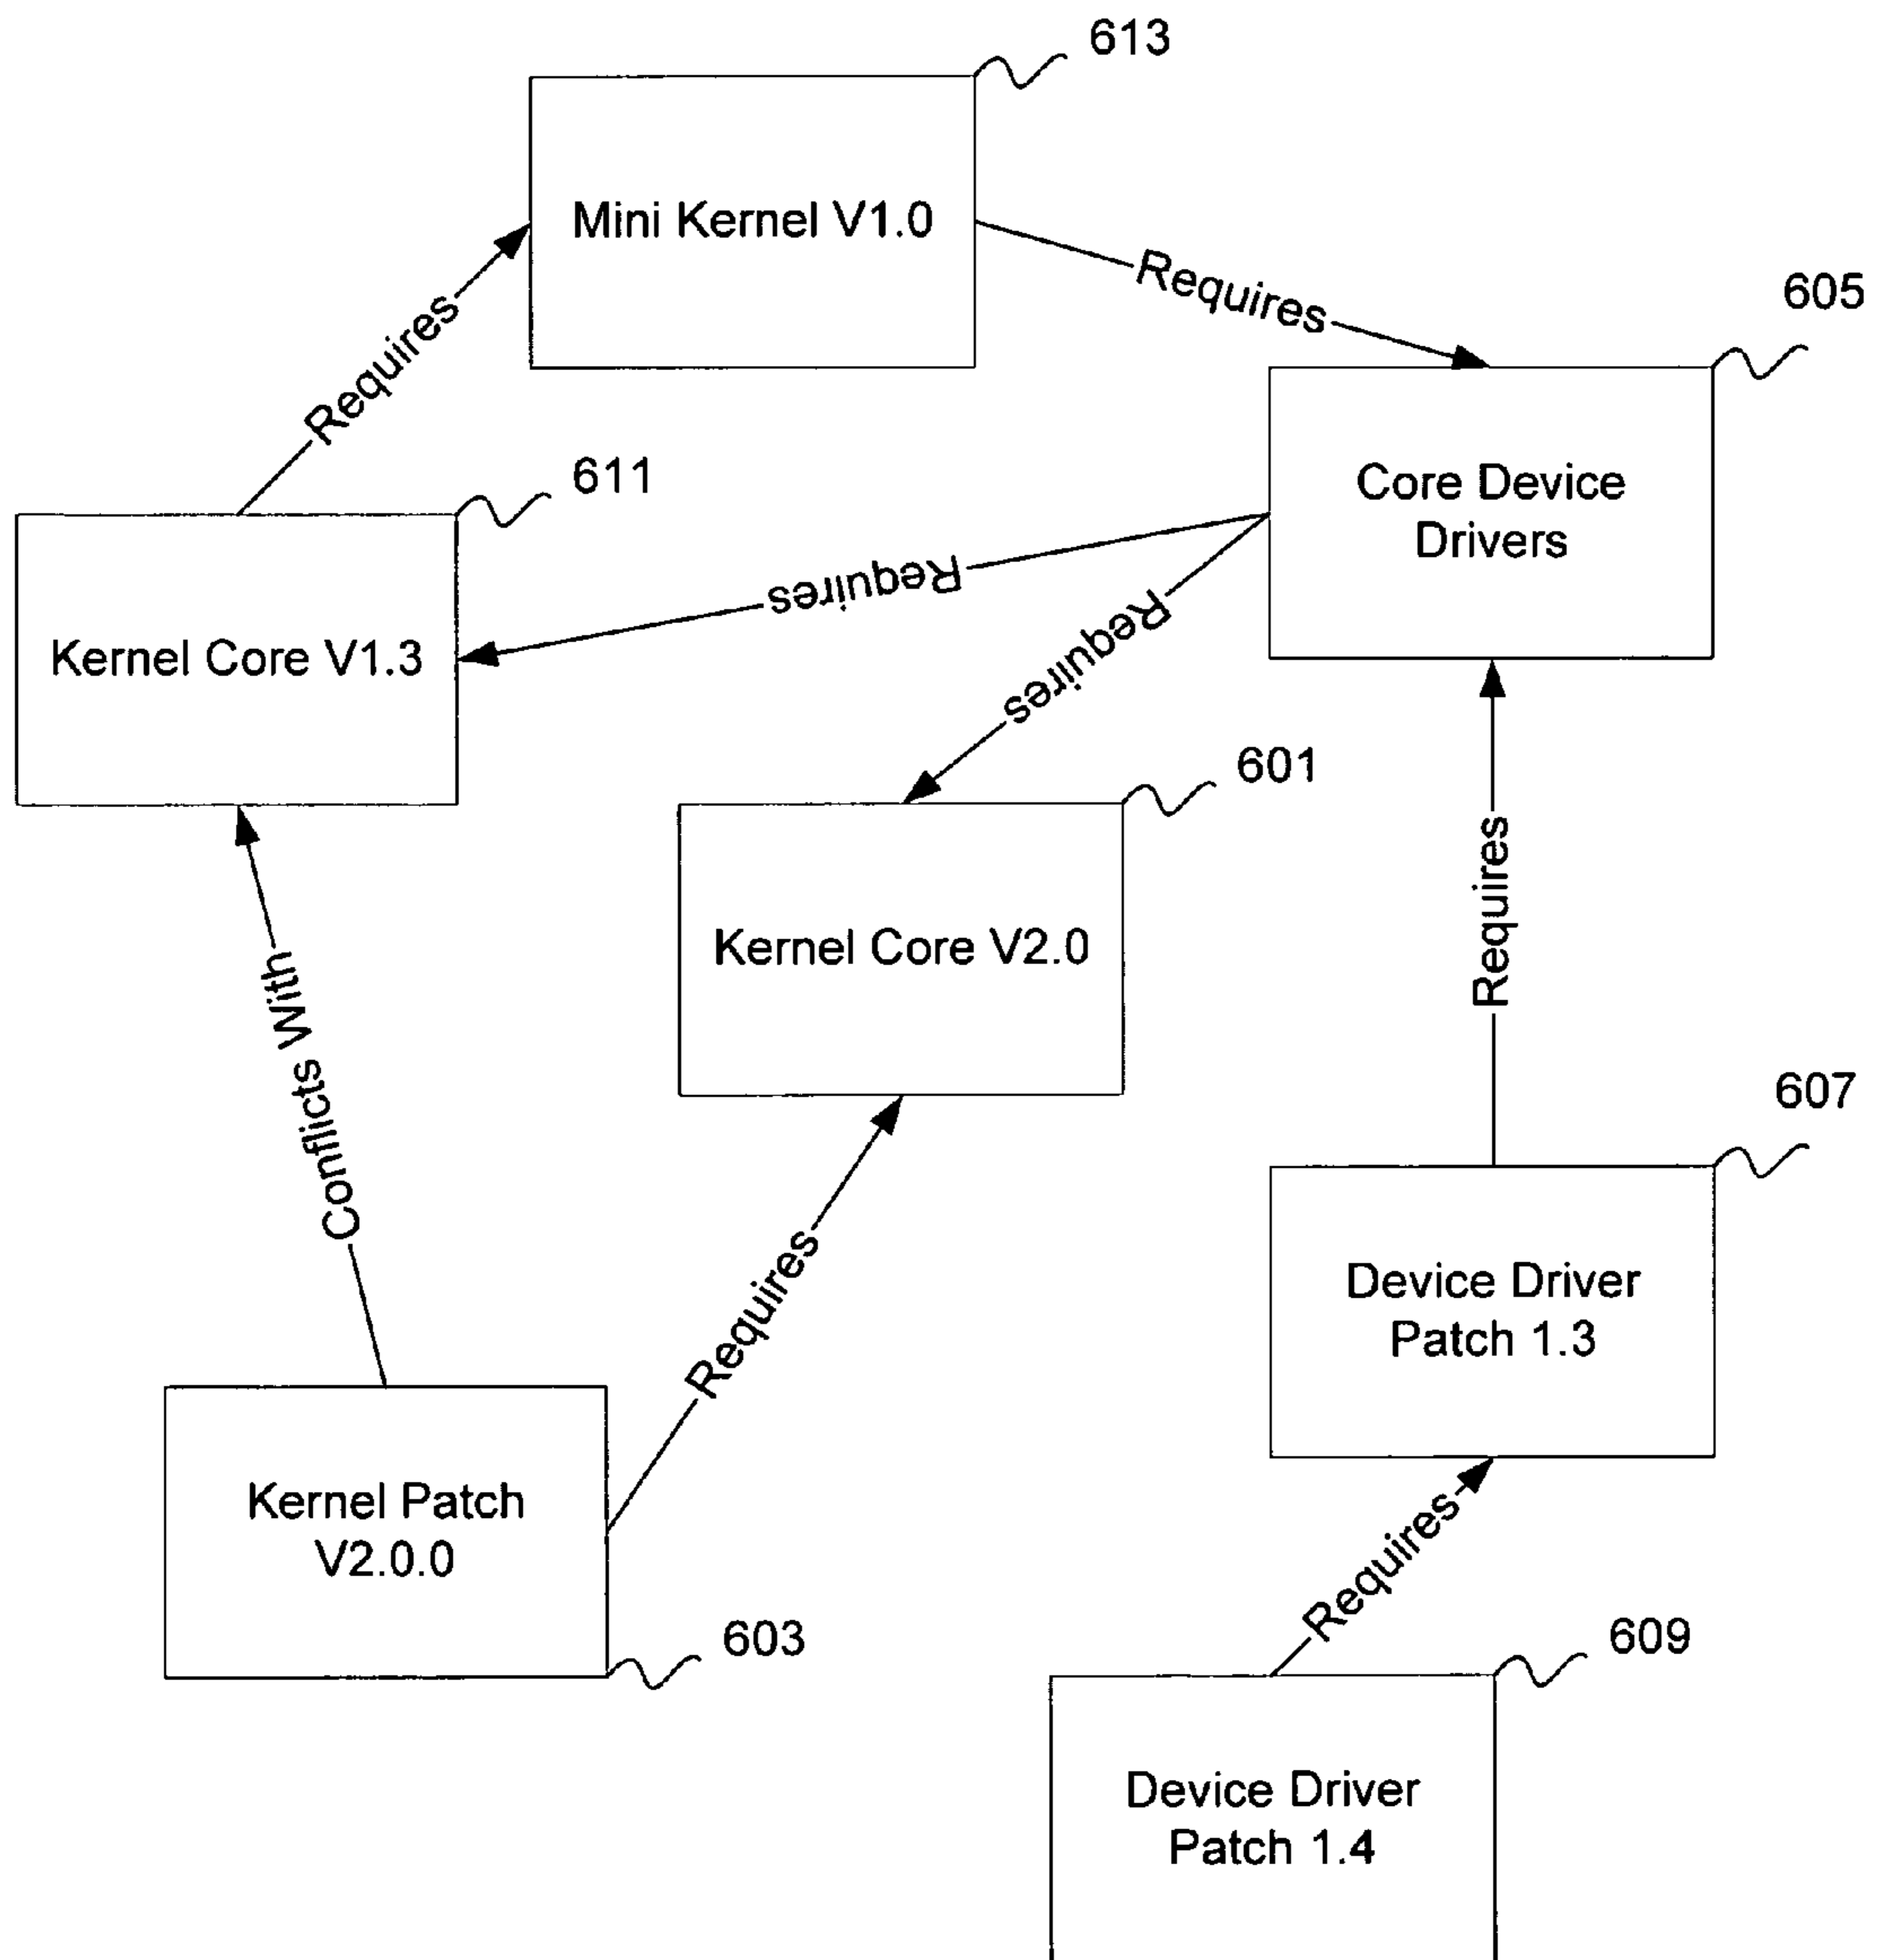 613
Mini Kernel V1.0
Requires
605
Requires
Core Device
Drivers
611
Kernel Core V1.3
Requires
Requires
601
Kernel Core V2.0
Requires
Conflicts With
607
Device Driver
Patch 1.3
Requires
Kernel Patch
V2.0.0
603
Requires
609
Device Driver
Patch 1.4